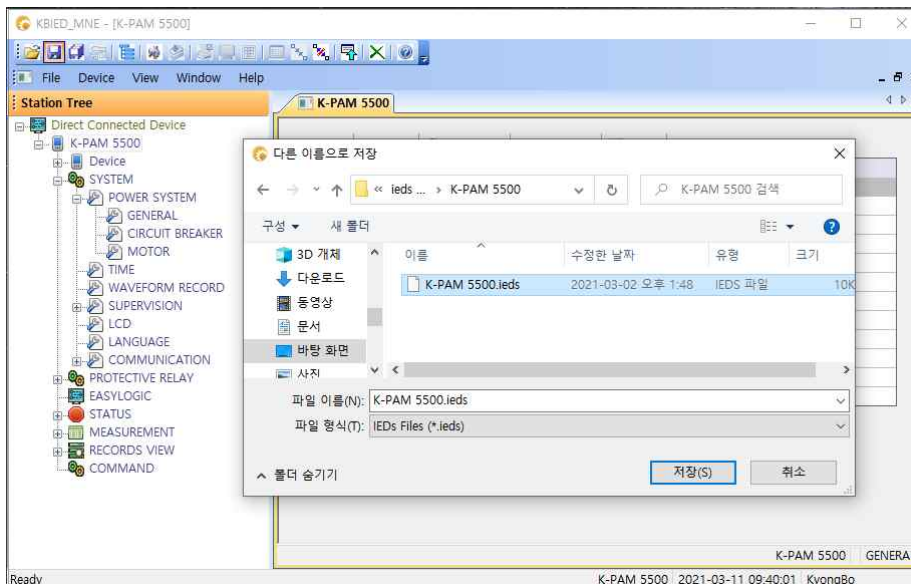 KBIED_MNE - [K-PAM 5500]
File Device View Window Help
Station Tree
K-PAM 5500
Direct Connected Device
K-PAM 5500
Device
SYSTEM
POWER SYSTEM
GENERAL
CIRCUIT BREAKER
MOTOR
TIME
WAVEFORM RECORD
SUPERVISION
LCD
LANGUAGE
COMMUNICATION
PROTECTIVE RELAY
EASYLOGIC
STATUS
MEASUREMENT
RECORDS VIEW
COMMAND
다른 이름으로 저장
« ieds ... › K-PAM 5500
K-PAM 5500 검색
구성 새 폴더
3D 개체
다운로드
동영상
문서
바탕 화면
사진
이름 수정한 날짜 유형 크기
K-PAM 5500.ieds 2021-03-02 오후 1:48 IEDS 파일 10K
파일 이름(N): K-PAM 5500.ieds
파일 형식(T): IEDs Files (*.ieds)
폴더 숨기기 저장(S) 취소
K-PAM 5500 GENERA
Ready K-PAM 5500 2021-03-11 09:40:01 KyongBo